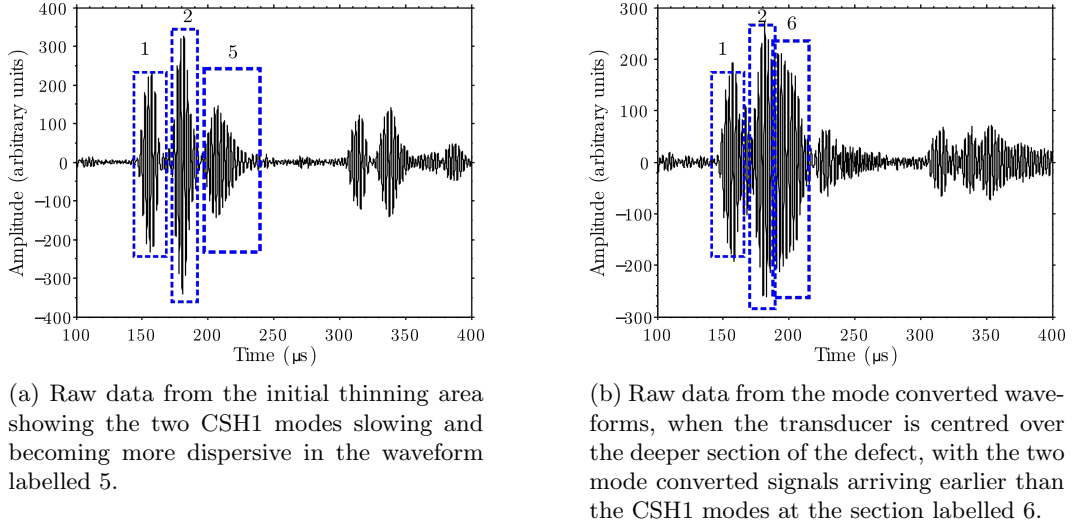 400
300
200
100
0
−100
−200
−300
−400
100 150 200 250 300 350 400
Amplitude (arbitrary units)
Time (µs)
1
2
5
300
200
100
0
−100
−200
−300
100 150 200 250 300 350 400
Amplitude (arbitrary units)
Time (µs)
1
2
6
(a) Raw data from the initial thinning area
showing the two CSH1 modes slowing and
becoming more dispersive in the waveform
labelled 5.
(b) Raw data from the mode converted wave-
forms, when the transducer is centred over
the deeper section of the defect, with the two
mode converted signals arriving earlier than
the CSH1 modes at the section labelled 6.